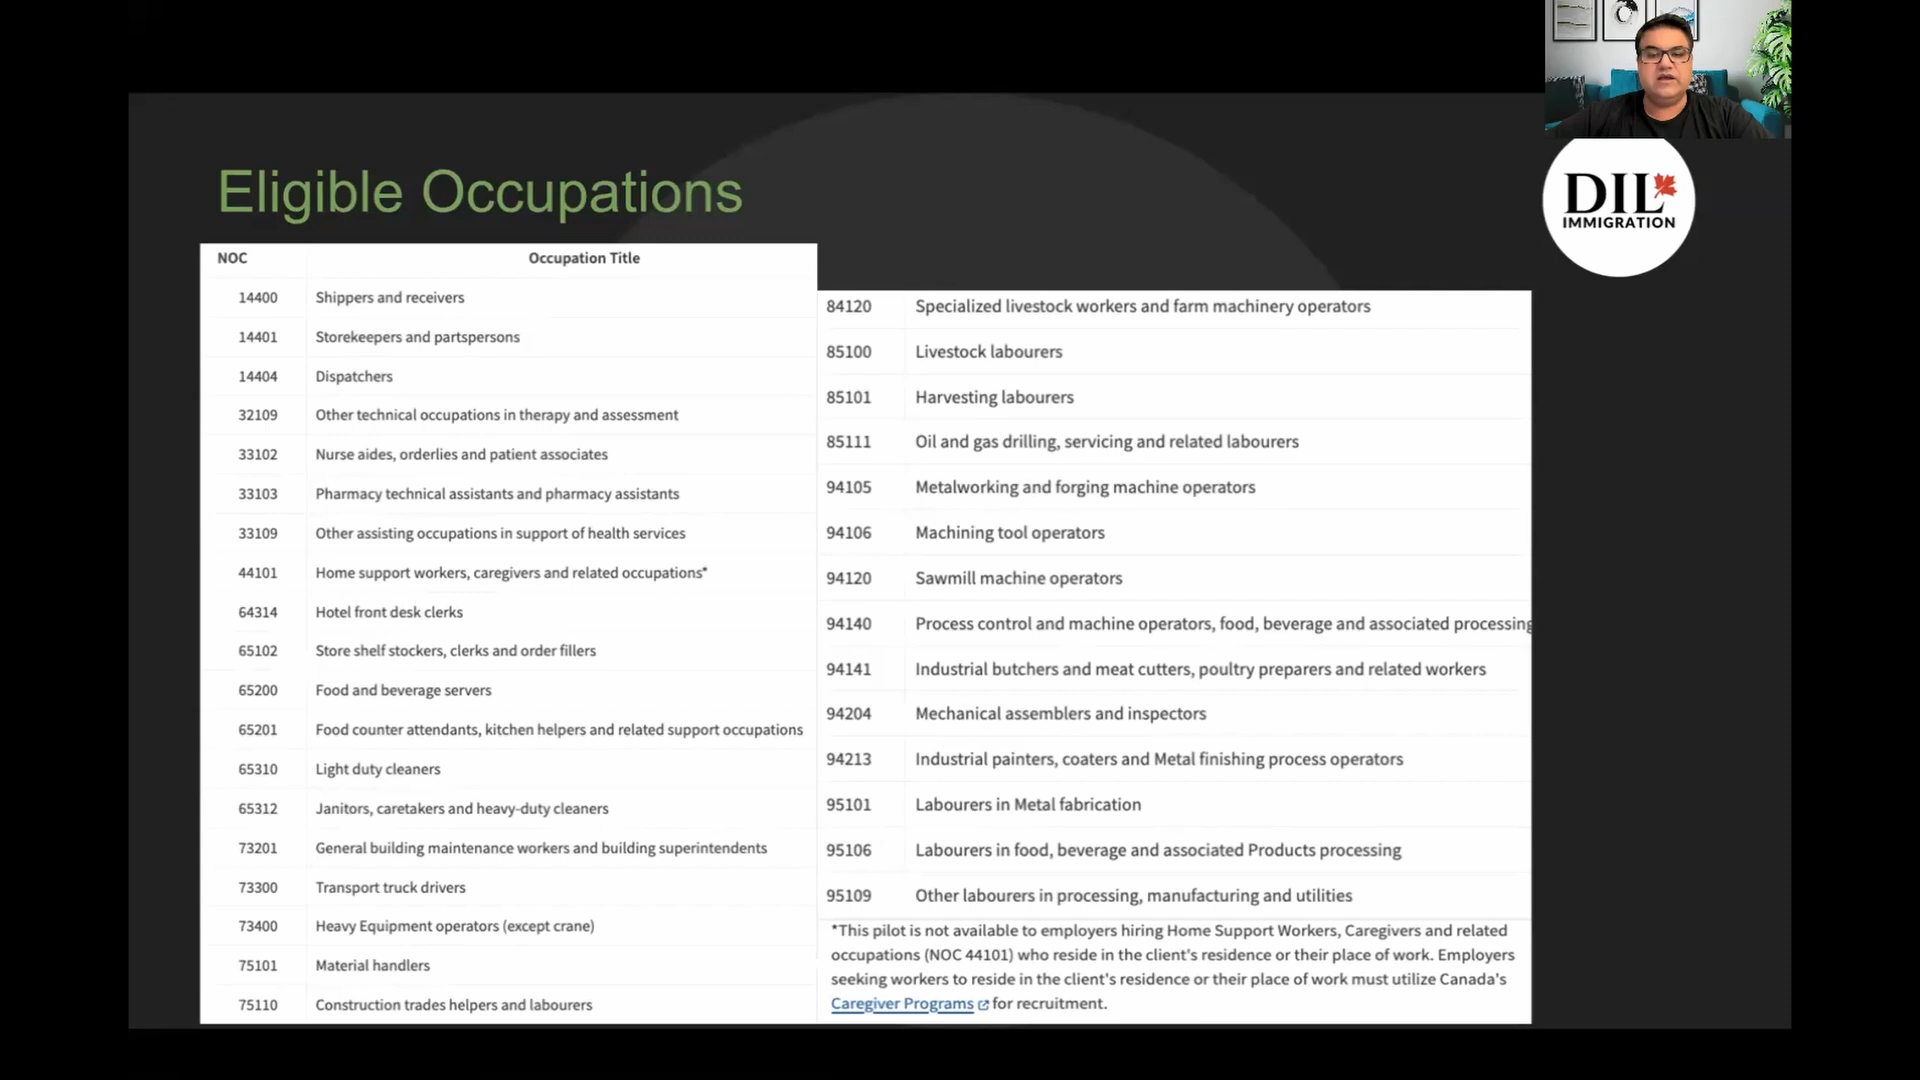 Eligible Occupations
DIL
IMMIGRATION
NOC Occupation Title
14400 Shippers and receivers
14401 Storekeepers and partspersons
14404 Dispatchers
32109 Other technical occupations in therapy and assessment
33102 Nurse aides, orderlies and patient associates
33103 Pharmacy technical assistants and pharmacy assistants
33109 Other assisting occupations in support of health services
44101 Home support workers, caregivers and related occupations*
64314 Hotel front desk clerks
65102 Store shelf stockers, clerks and order fillers
65200 Food and beverage servers
65201 Food counter attendants, kitchen helpers and related support occupations
65310 Light duty cleaners
65312 Janitors, caretakers and heavy-duty cleaners
73201 General building maintenance workers and building superintendents
73300 Transport truck drivers
73400 Heavy Equipment operators (except crane)
75101 Material handlers
75110 Construction trades helpers and labourers
84120 Specialized livestock workers and farm machinery operators
85100 Livestock labourers
85101 Harvesting labourers
85111 Oil and gas drilling, servicing and related labourers
94105 Metalworking and forging machine operators
94106 Machining tool operators
94120 Sawmill machine operators
94140 Process control and machine operators, food, beverage and associated processing
94141 Industrial butchers and meat cutters, poultry preparers and related workers
94204 Mechanical assemblers and inspectors
94213 Industrial painters, coaters and Metal finishing process operators
95101 Labourers in Metal fabrication
95106 Labourers in food, beverage and associated Products processing
95109 Other labourers in processing, manufacturing and utilities
*This pilot is not available to employers hiring Home Support Workers, Caregivers and related
occupations (NOC 44101) who reside in the client's residence or their place of work. Employers
seeking workers to reside in the client's residence or their place of work must utilize Canada's
Caregiver Programs for recruitment.